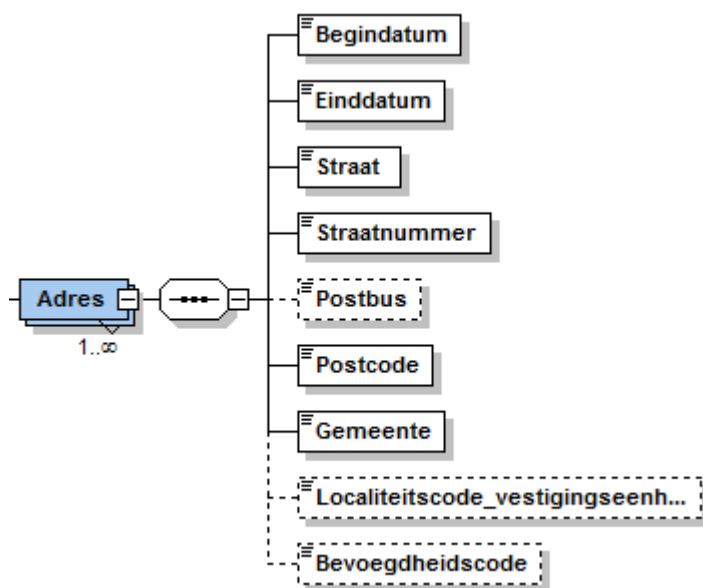 Begindatum
Einddatum
Straat
Straatnummer
Adres
1..∞
Postbus
Postcode
Gemeente
Localiteitscode_vestigingseenh...
Bevoegdheidscode